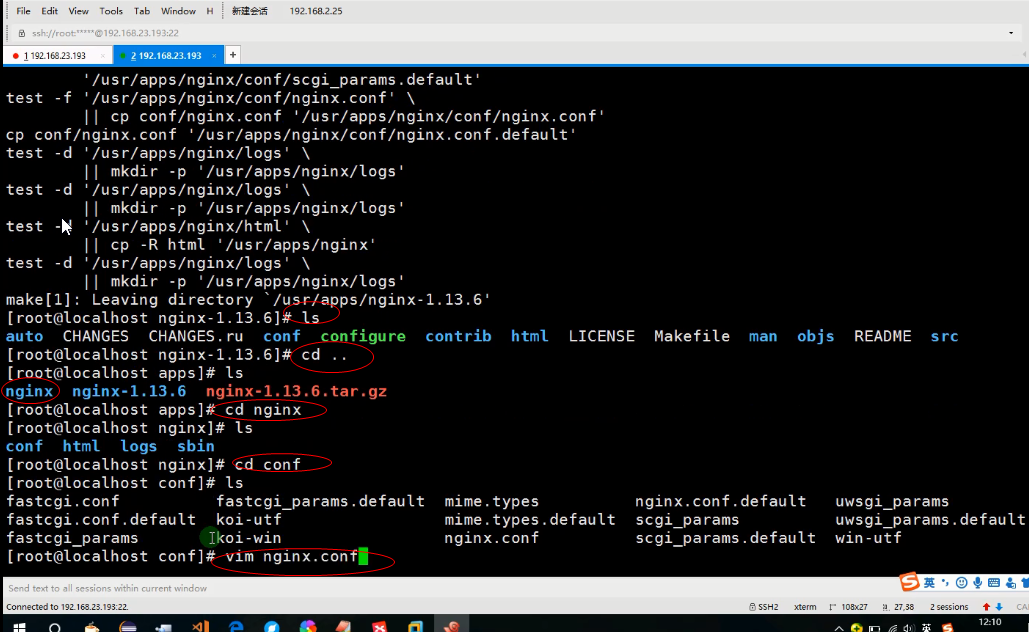 File Edit View Tools Tab Window H 新建会话 192.168.2.25
ssh://root:*****@192.168.23.193:22
1 192.168.23.193 × 2 192.168.23.193 × +
'/usr/apps/nginx/conf/scgi_params.default'
test -f '/usr/apps/nginx/conf/nginx.conf' \
|| cp conf/nginx.conf '/usr/apps/nginx/conf/nginx.conf'
cp conf/nginx.conf '/usr/apps/nginx/conf/nginx.conf.default'
test -d '/usr/apps/nginx/logs' \
|| mkdir -p '/usr/apps/nginx/logs'
test -d '/usr/apps/nginx/logs' \
|| mkdir -p '/usr/apps/nginx/logs'
test -d '/usr/apps/nginx/html' \
|| cp -R html '/usr/apps/nginx'
test -d '/usr/apps/nginx/logs' \
|| mkdir -p '/usr/apps/nginx/logs'
make[1]: Leaving directory `/usr/apps/nginx-1.13.6'
[root@localhost nginx-1.13.6]# ls
auto CHANGES CHANGES.ru conf configure contrib html LICENSE Makefile man objs README src
[root@localhost nginx-1.13.6]# cd ..
[root@localhost apps]# ls
nginx nginx-1.13.6 nginx-1.13.6.tar.gz
[root@localhost apps]# cd nginx
[root@localhost nginx]# ls
conf html logs sbin
[root@localhost nginx]# cd conf
[root@localhost conf]# ls
fastcgi.conf fastcgi_params.default mime.types nginx.conf.default uwsgi_params
fastcgi.conf.default koi-utf mime.types.default scgi_params uwsgi_params.default
fastcgi_params koi-win nginx.conf scgi_params.default win-utf
[root@localhost conf]# vim nginx.conf
Send text to all sessions within current window
英
Connected to 192.168.23.193:22. SSH2 xterm 108x27 27,38 2 sessions CA
英 12:10